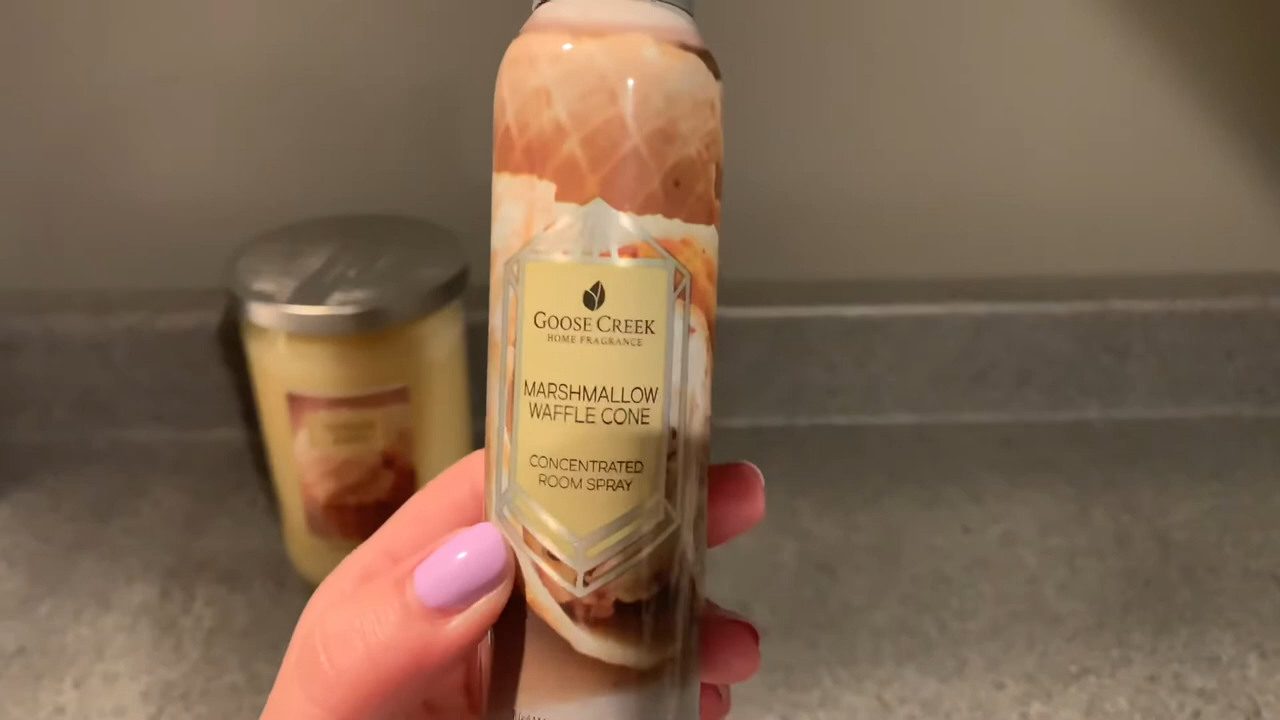 GOOSE CREEK
HOME FRAGRANCE
MARSHMALLOW
WAFFLE CONE
CONCENTRATED
ROOM SPRAY